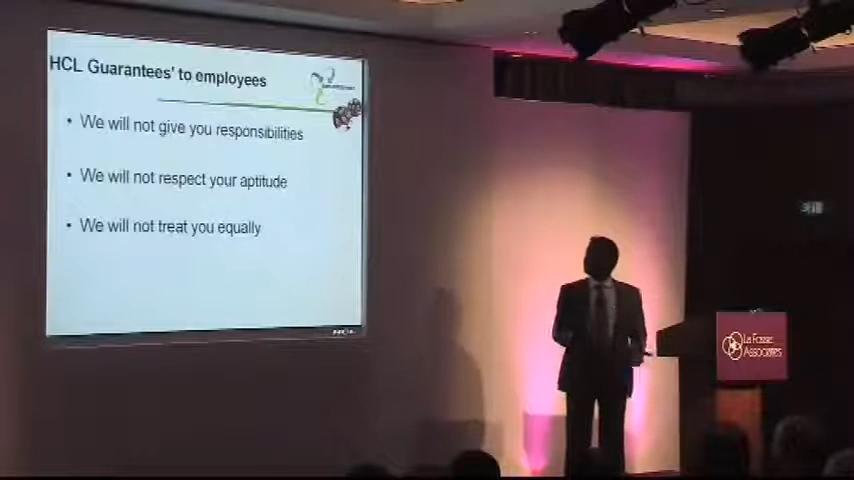 HCL Guarantees' to employees
• We will not give you responsibilities
• We will not respect your aptitude
• We will not treat you equally
La Fosse
Associates